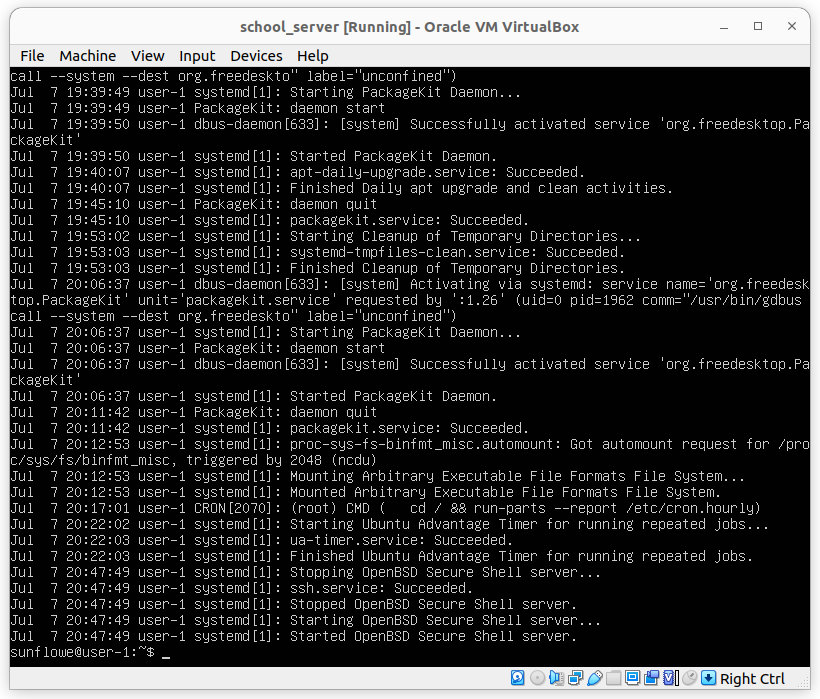 school_server [Running] - Oracle VM VirtualBox
File Machine View Input Devices Help
call --system --dest org.freedeskto" label="unconfined")
Jul  7 19:39:49 user-1 systemd[1]: Starting PackageKit Daemon...
Jul  7 19:39:49 user-1 PackageKit: daemon start
Jul  7 19:39:50 user-1 dbus-daemon[633]: [system] Successfully activated service 'org.freedesktop.Pa
ckageKit'
Jul  7 19:39:50 user-1 systemd[1]: Started PackageKit Daemon.
Jul  7 19:40:07 user-1 systemd[1]: apt-daily-upgrade.service: Succeeded.
Jul  7 19:40:07 user-1 systemd[1]: Finished Daily apt upgrade and clean activities.
Jul  7 19:45:10 user-1 PackageKit: daemon quit
Jul  7 19:45:10 user-1 systemd[1]: packagekit.service: Succeeded.
Jul  7 19:53:02 user-1 systemd[1]: Starting Cleanup of Temporary Directories...
Jul  7 19:53:03 user-1 systemd[1]: systemd-tmpfiles-clean.service: Succeeded.
Jul  7 19:53:03 user-1 systemd[1]: Finished Cleanup of Temporary Directories.
Jul  7 20:06:37 user-1 dbus-daemon[633]: [system] Activating via systemd: service name='org.freedesk
top.PackageKit' unit='packagekit.service' requested by ':1.26' (uid=0 pid=1962 comm="/usr/bin/gdbus
call --system --dest org.freedeskto" label="unconfined")
Jul  7 20:06:37 user-1 systemd[1]: Starting PackageKit Daemon...
Jul  7 20:06:37 user-1 PackageKit: daemon start
Jul  7 20:06:37 user-1 dbus-daemon[633]: [system] Successfully activated service 'org.freedesktop.Pa
ckageKit'
Jul  7 20:06:37 user-1 systemd[1]: Started PackageKit Daemon.
Jul  7 20:11:42 user-1 PackageKit: daemon quit
Jul  7 20:11:42 user-1 systemd[1]: packagekit.service: Succeeded.
Jul  7 20:12:53 user-1 systemd[1]: proc-sys-fs-binfmt_misc.automount: Got automount request for /pro
c/sys/fs/binfmt_misc, triggered by 2048 (ncdu)
Jul  7 20:12:53 user-1 systemd[1]: Mounting Arbitrary Executable File Formats File System...
Jul  7 20:12:53 user-1 systemd[1]: Mounted Arbitrary Executable File Formats File System.
Jul  7 20:17:01 user-1 CRON[2070]: (root) CMD (   cd / && run-parts --report /etc/cron.hourly)
Jul  7 20:22:02 user-1 systemd[1]: Starting Ubuntu Advantage Timer for running repeated jobs...
Jul  7 20:22:03 user-1 systemd[1]: ua-timer.service: Succeeded.
Jul  7 20:22:03 user-1 systemd[1]: Finished Ubuntu Advantage Timer for running repeated jobs.
Jul  7 20:47:49 user-1 systemd[1]: Stopping OpenBSD Secure Shell server...
Jul  7 20:47:49 user-1 systemd[1]: ssh.service: Succeeded.
Jul  7 20:47:49 user-1 systemd[1]: Stopped OpenBSD Secure Shell server.
Jul  7 20:47:49 user-1 systemd[1]: Starting OpenBSD Secure Shell server...
Jul  7 20:47:49 user-1 systemd[1]: Started OpenBSD Secure Shell server.
sunflowe@user-1:~$ _
Right Ctrl